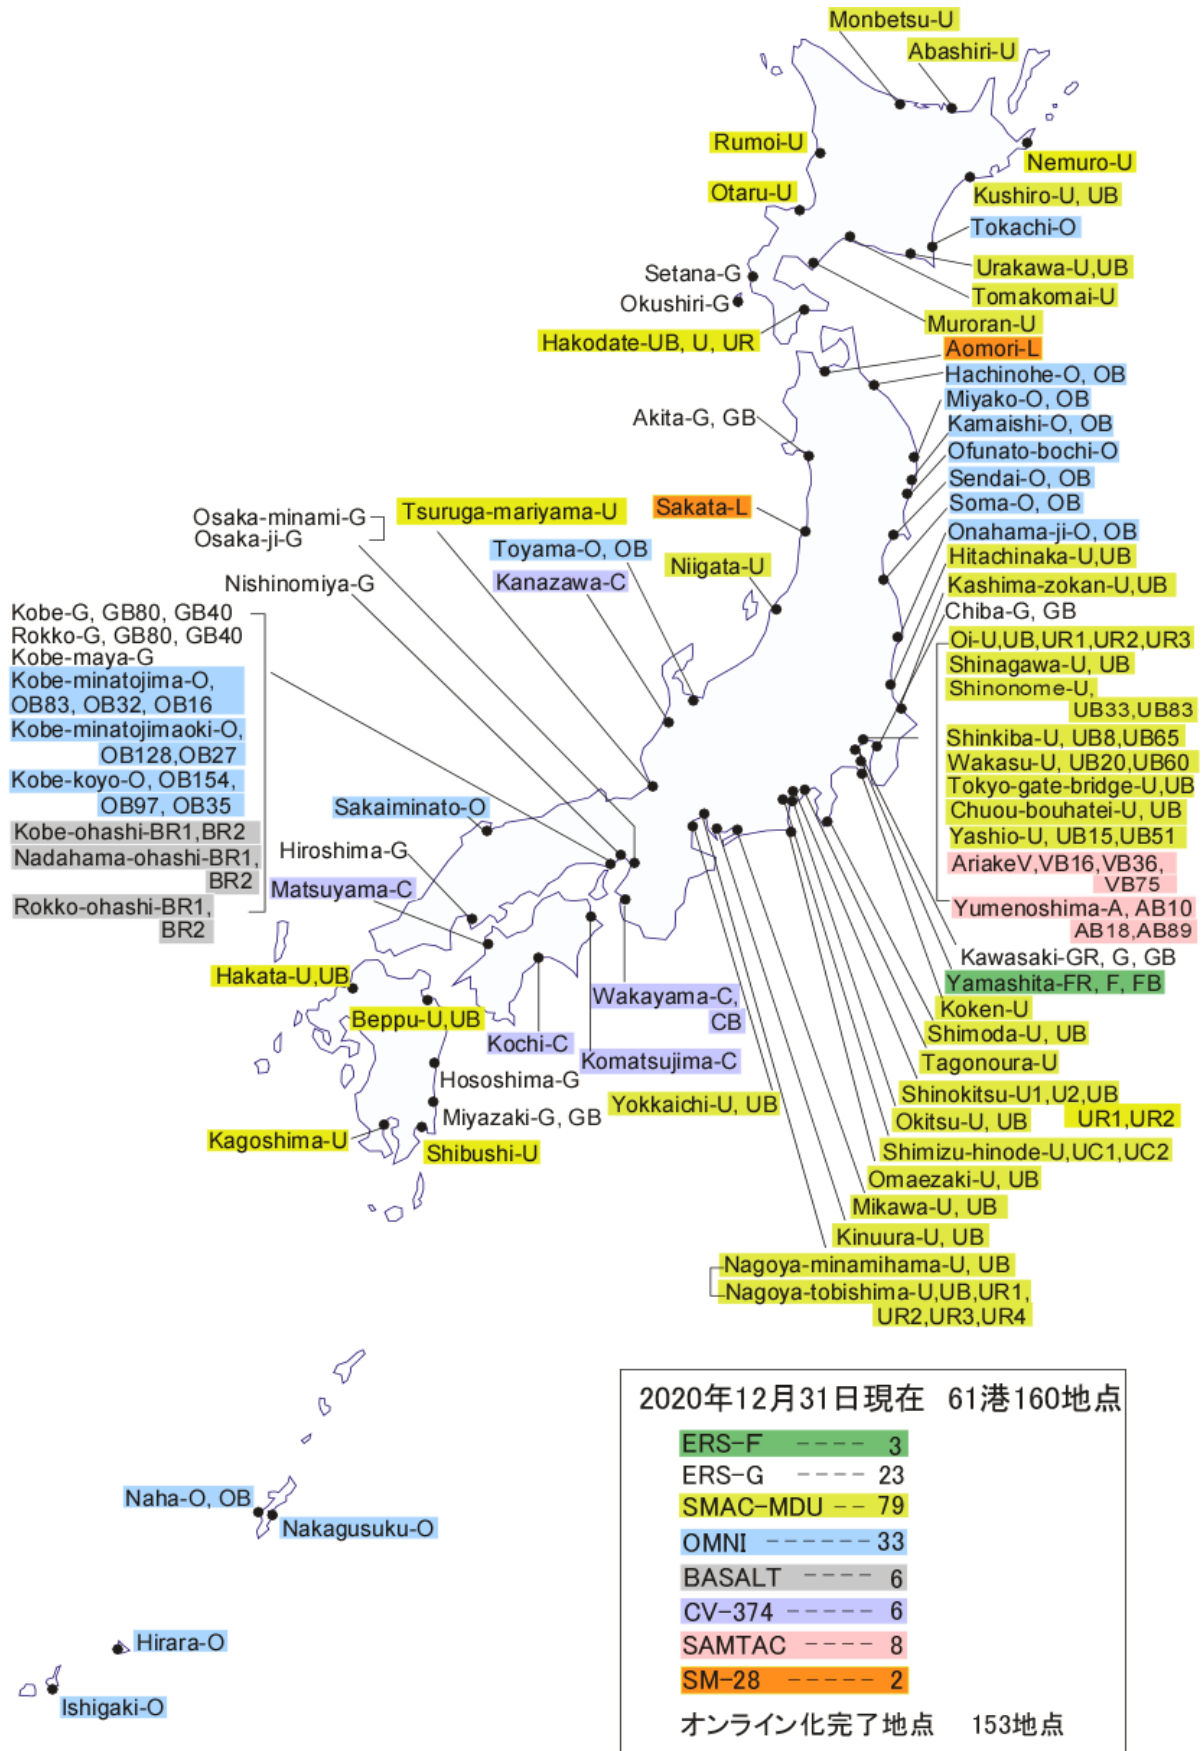 Monbetsu-U
Abashiri-U
Rumoi-U
Nemuro-U
Otaru-U
Kushiro-U, UB
Tokachi-O
Setana-G
Urakawa-U,UB
Okushiri-G
Tomakomai-U
Muroran-U
Hakodate-UB, U, UR
Aomori-L
Hachinohe-O, OB
Miyako-O, OB
Akita-G, GB
Kamaishi-O, OB
Ofunato-bochi-O
Sendai-O, OB
Soma-O, OB
Onahama-ji-O, OB
Hitachinaka-U,UB
Kashima-zokan-U,UB
Chiba-G, GB
Oi-U,UB,UR1,UR2,UR3
Shinagawa-U, UB
Shinonome-U,
UB33,UB83
Shinkiba-U, UB8,UB65
Wakasu-U, UB20,UB60
Tokyo-gate-bridge-U,UB
Chuou-bouhatei-U, UB
Yashio-U, UB15,UB51
AriakeV,VB16,VB36,
VB75
Yumenoshima-A, AB10
AB18,AB89
Kawasaki-GR, G, GB
Yamashita-FR, F, FB
Koken-U
Shimoda-U, UB
Tagonoura-U
Shinokitsu-U1,U2,UB
UR1,UR2
Okitsu-U, UB
Shimizu-hinode-U,UC1,UC2
Omaezaki-U, UB
Mikawa-U, UB
Kinuura-U, UB
Nagoya-minamihama-U, UB
Nagoya-tobishima-U,UB,UR1,
UR2,UR3,UR4
Osaka-minami-G
Osaka-ji-G
Tsuruga-mariyama-U
Sakata-L
Toyama-O, OB
Kanazawa-C
Niigata-U
Nishinomiya-G
Kobe-G, GB80, GB40
Rokko-G, GB80, GB40
Kobe-maya-G
Kobe-minatojima-O,
OB83, OB32, OB16
Kobe-minatojimaoki-O,
OB128,OB27
Kobe-koyo-O, OB154,
OB97, OB35
Kobe-ohashi-BR1,BR2
Nadahama-ohashi-BR1,
BR2
Rokko-ohashi-BR1,
BR2
Sakaiminato-O
Hiroshima-G
Matsuyama-C
Hakata-U,UB
Beppu-U,UB
Kochi-C
Wakayama-C,
CB
Komatsujima-C
Hososhima-G
Yokkaichi-U, UB
Miyazaki-G, GB
Kagoshima-U
Shibushi-U
Naha-O, OB
Nakagusuku-O
Hirara-O
Ishigaki-O
2020年12月31日現在 61港160地点
ERS-F ---- 3
ERS-G ---- 23
SMAC-MDU -- 79
OMNI ------ 33
BASALT ---- 6
CV-374 ----- 6
SAMTAC ---- 8
SM-28 ----- 2
オンライン化完了地点 153地点